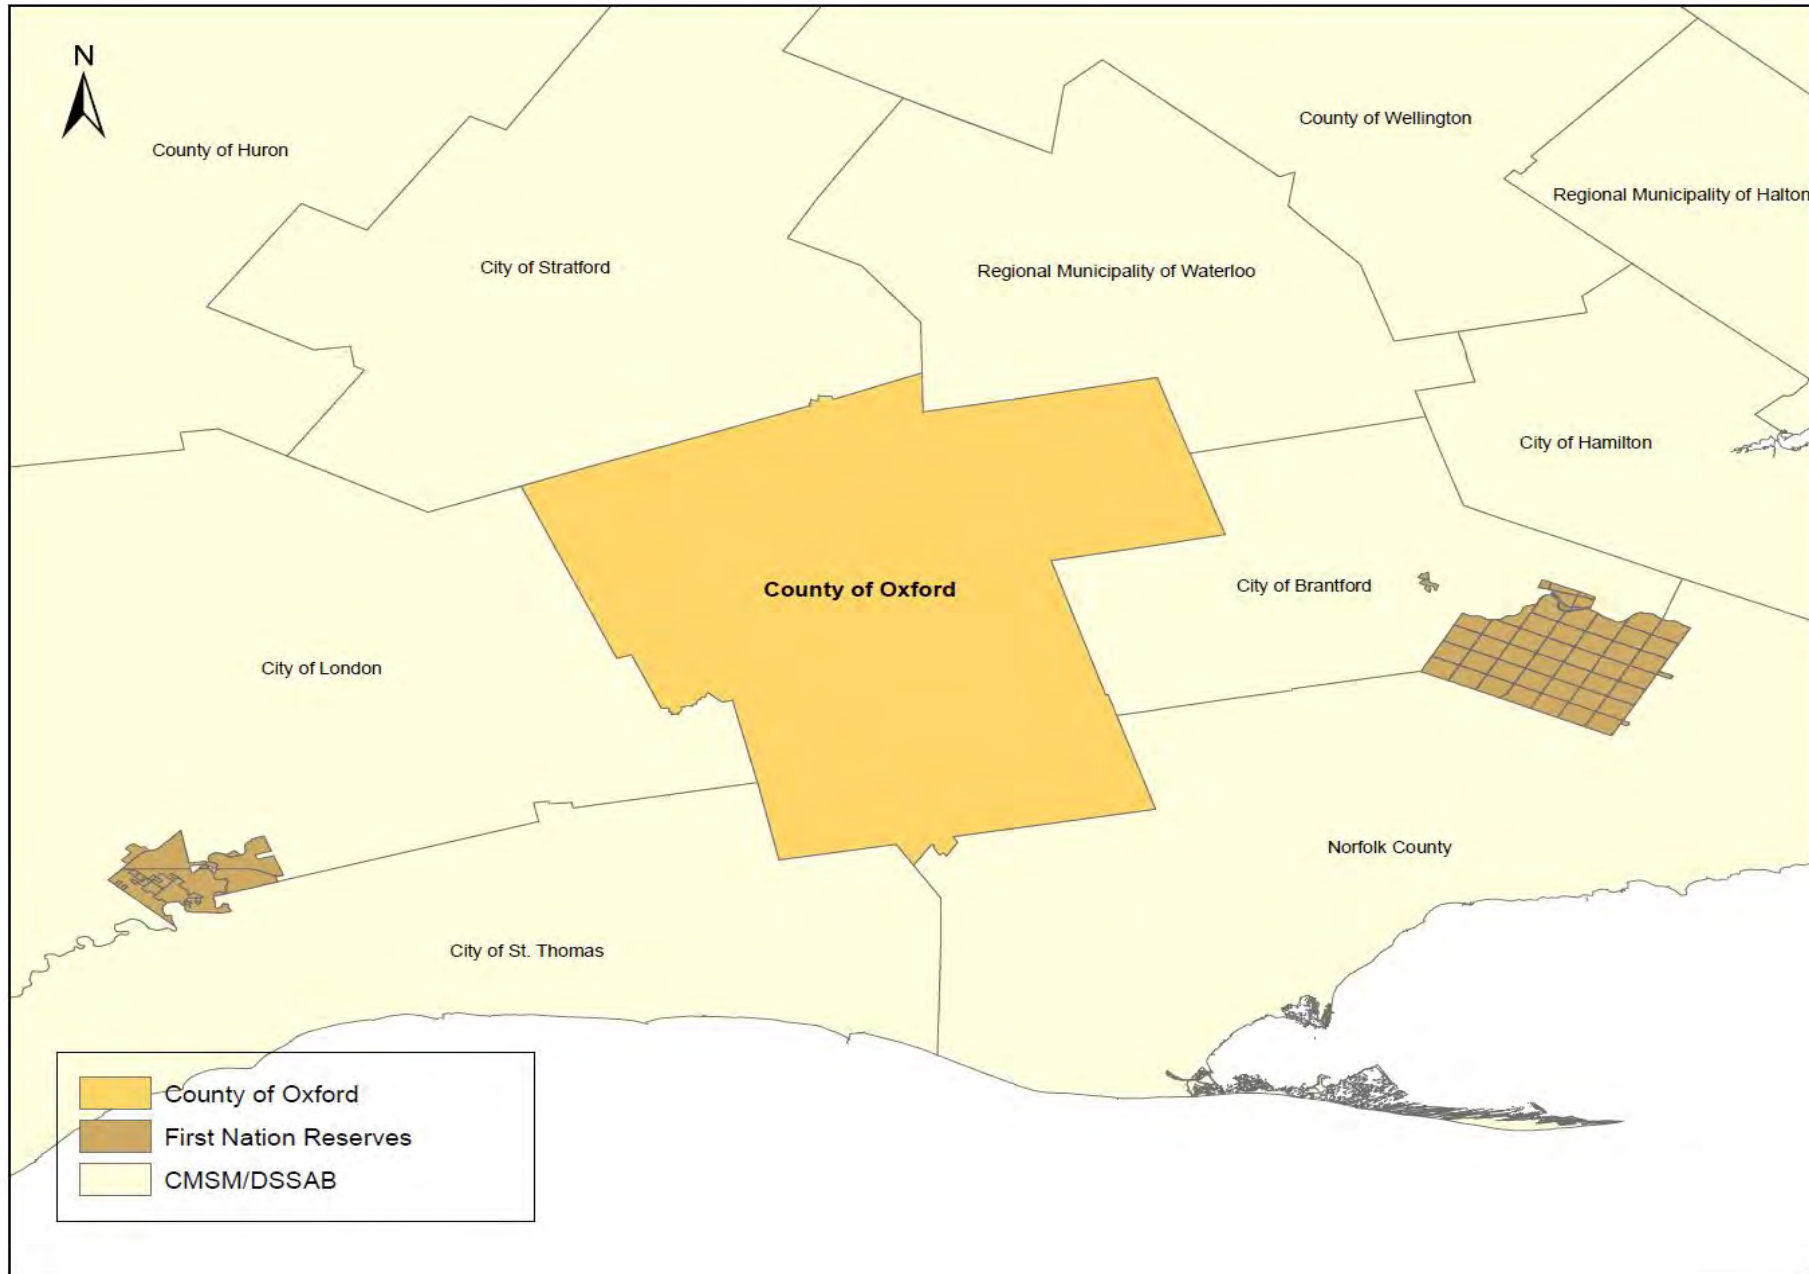 N
County of Wellington
County of Huron
Regional Municipality of Halton
City of Stratford
Regional Municipality of Waterloo
City of Hamilton
County of Oxford
City of Brantford
City of London
Norfolk County
City of St. Thomas
County of Oxford
First Nation Reserves
CMSM/DSSAB